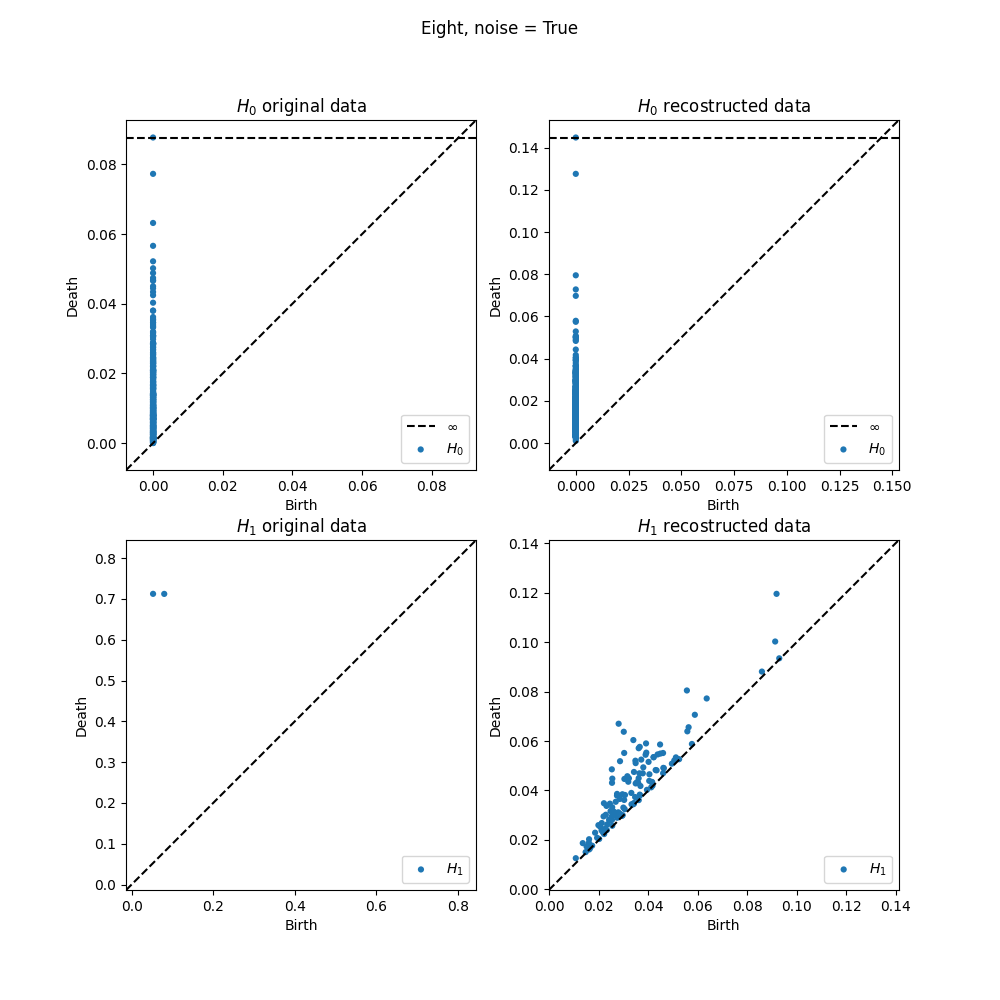 Eight, noise = True
H0 original data
H0 recostructed data
0.08
0.06
0.04
0.02
0.00
Death
0.00 0.02 0.04 0.06 0.08
Birth
∞
H0
0.14
0.12
0.10
0.08
0.06
0.04
0.02
0.00
Death
0.000 0.025 0.050 0.075 0.100 0.125 0.150
Birth
∞
H0
H1 original data
H1 recostructed data
0.8
0.7
0.6
0.5
0.4
0.3
0.2
0.1
0.0
Death
0.0 0.2 0.4 0.6 0.8
Birth
H1
0.14
0.12
0.10
0.08
0.06
0.04
0.02
0.00
Death
0.00 0.02 0.04 0.06 0.08 0.10 0.12 0.14
Birth
H1